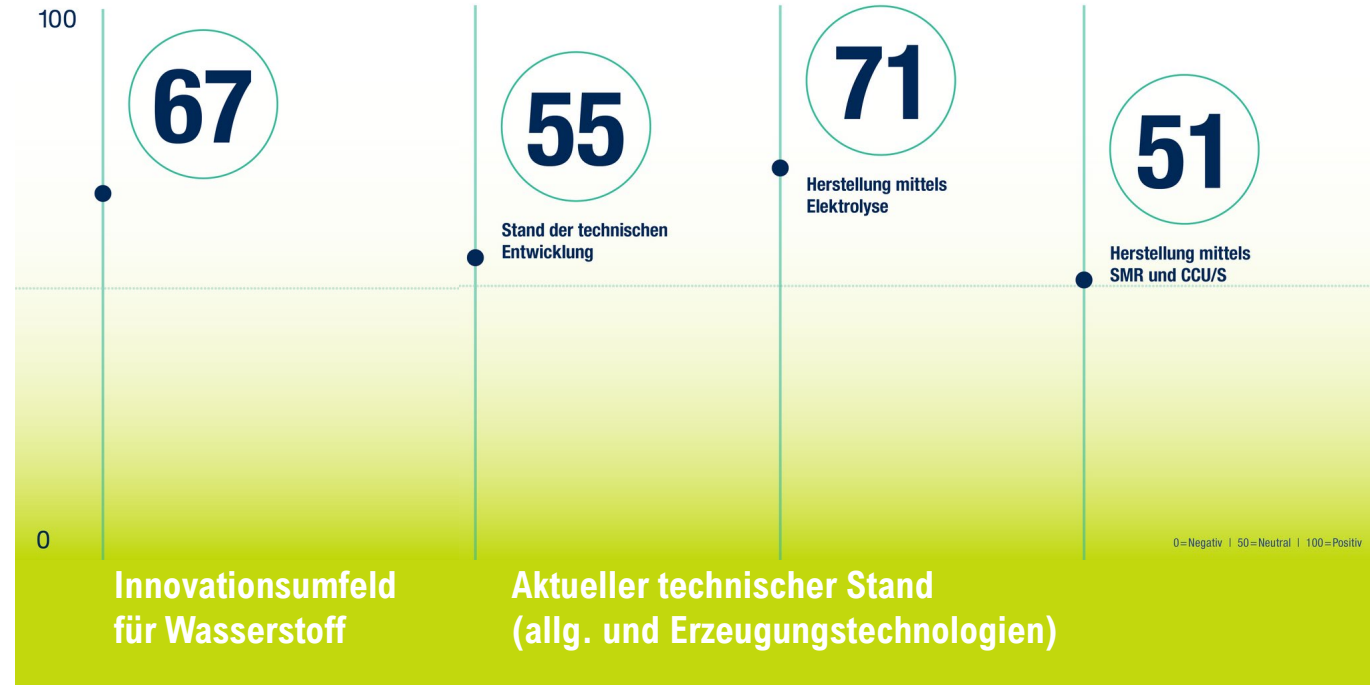 100
67
55
Stand der technischen
Entwicklung
71
Herstellung mittels
Elektrolyse
51
Herstellung mittels
SMR und CCU/S
0
0=Negativ | 50=Neutral | 100=Positiv
Innovationsumfeld
für Wasserstoff
Aktueller technischer Stand
(allg. und Erzeugungstechnologien)